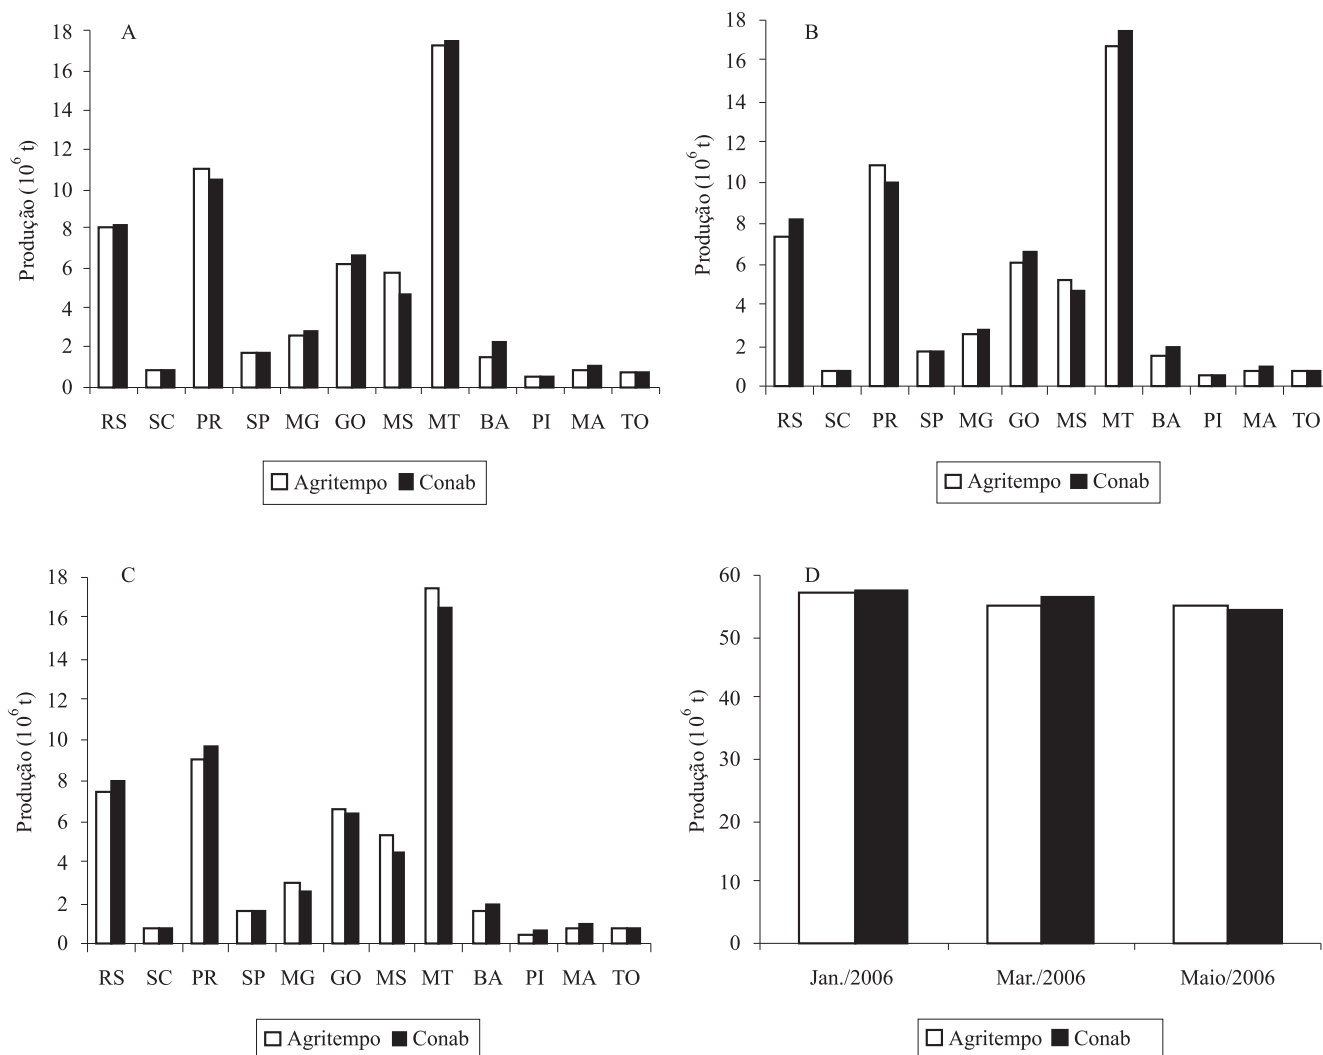 A
Produção (10⁶ t)
18
16
14
12
10
8
6
4
2
0
RS SC PR SP MG GO MS MT BA PI MA TO
Agritempo Conab
B
Produção (10⁶ t)
18
16
14
12
10
8
6
4
2
0
RS SC PR SP MG GO MS MT BA PI MA TO
Agritempo Conab
C
Produção (10⁶ t)
18
16
14
12
10
8
6
4
2
0
RS SC PR SP MG GO MS MT BA PI MA TO
Agritempo Conab
D
Produção (10⁶ t)
60
50
40
30
20
10
0
Jan./2006 Mar./2006 Maio/2006
Agritempo Conab